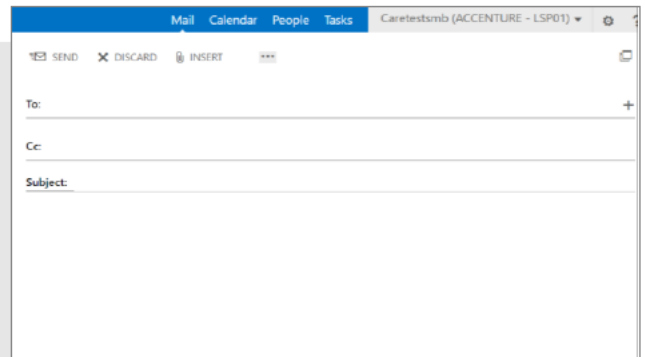 Mail Calendar People Tasks Caretestsmb (ACCENTURE - LSP01)
SEND DISCARD INSERT ...
To:
Cc:
Subject: